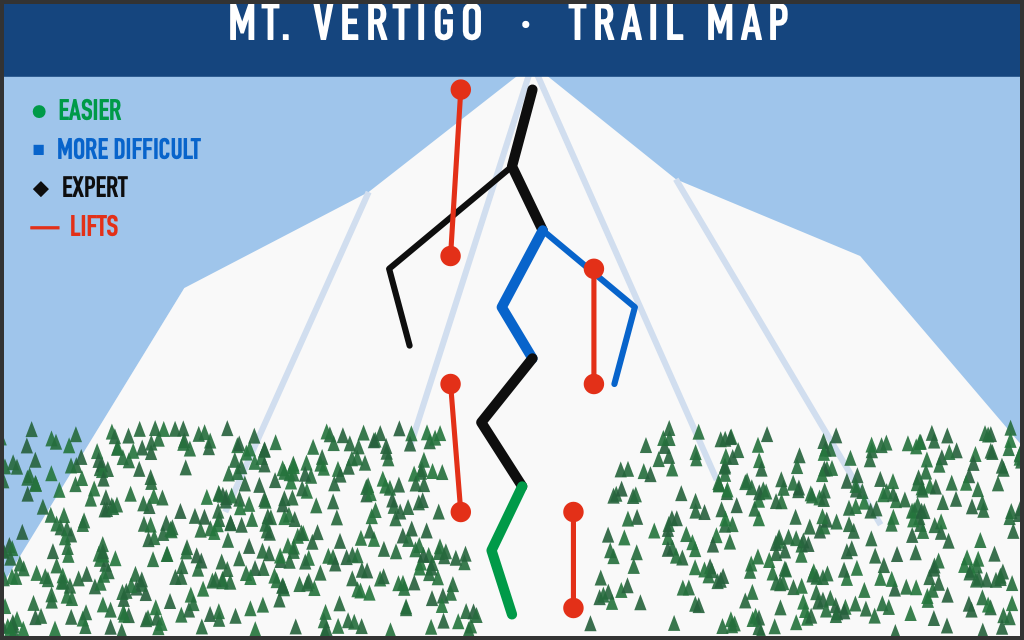 MT. VERTIGO · TRAIL MAP
EASIER
MORE DIFFICULT
EXPERT
LIFTS